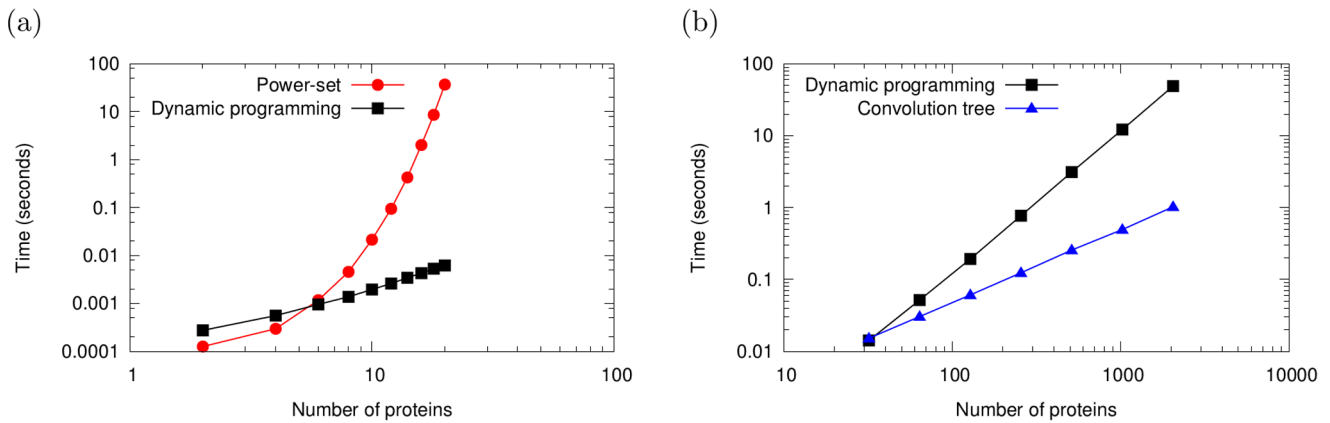 (a)
Time (seconds)
100
10
1
0.1
0.01
0.001
0.0001
Power-set
Dynamic programming
1
10
100
Number of proteins
(b)
Time (seconds)
100
10
1
0.1
0.01
Dynamic programming
Convolution tree
10
100
1000
10000
Number of proteins